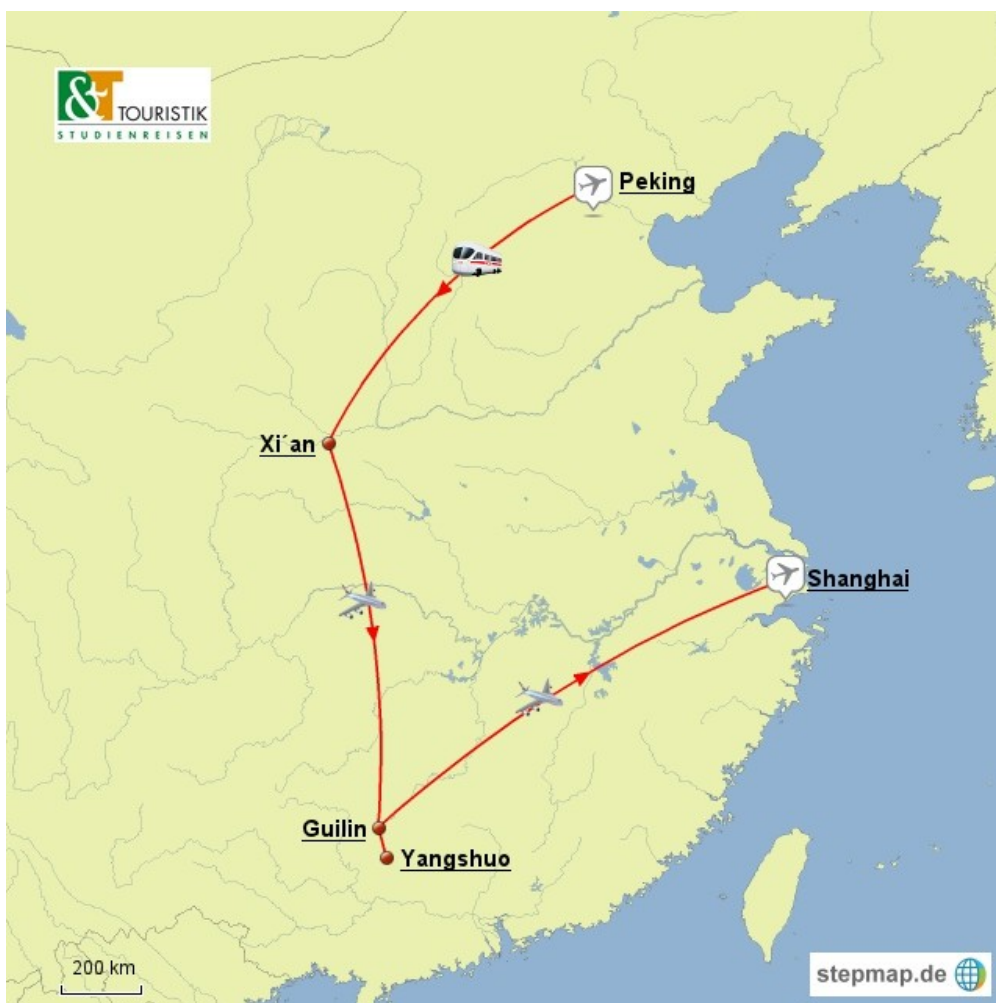 R&T TOURISTIK
STUDIENREISEN
Peking
Xi´an
Shanghai
Guilin
Yangshuo
200 km
stepmap.de